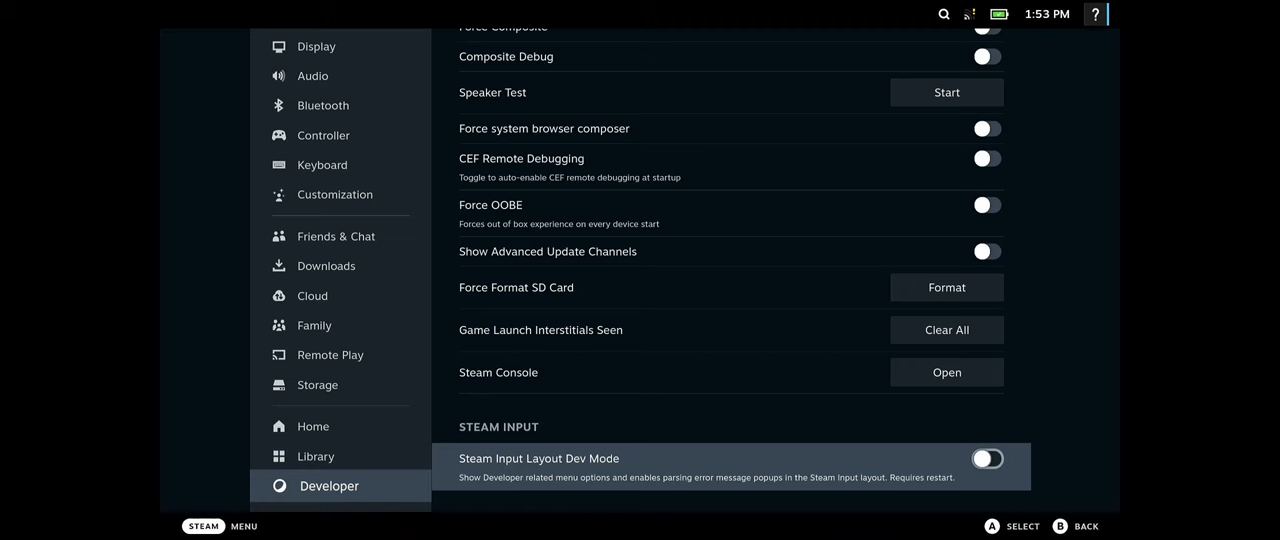 1:53 PM
?
Display
Audio
Bluetooth
Controller
Keyboard
Customization
Friends & Chat
Downloads
Cloud
Family
Remote Play
Storage
Home
Library
Developer
Force Composite
Composite Debug
Speaker Test
Start
Force system browser composer
CEF Remote Debugging
Toggle to auto-enable CEF remote debugging at startup
Force OOBE
Forces out of box experience on every device start
Show Advanced Update Channels
Force Format SD Card
Format
Game Launch Interstitials Seen
Clear All
Steam Console
Open
STEAM INPUT
Steam Input Layout Dev Mode
Show Developer related menu options and enables parsing error message popups in the Steam Input layout. Requires restart.
STEAM MENU
A SELECT B BACK